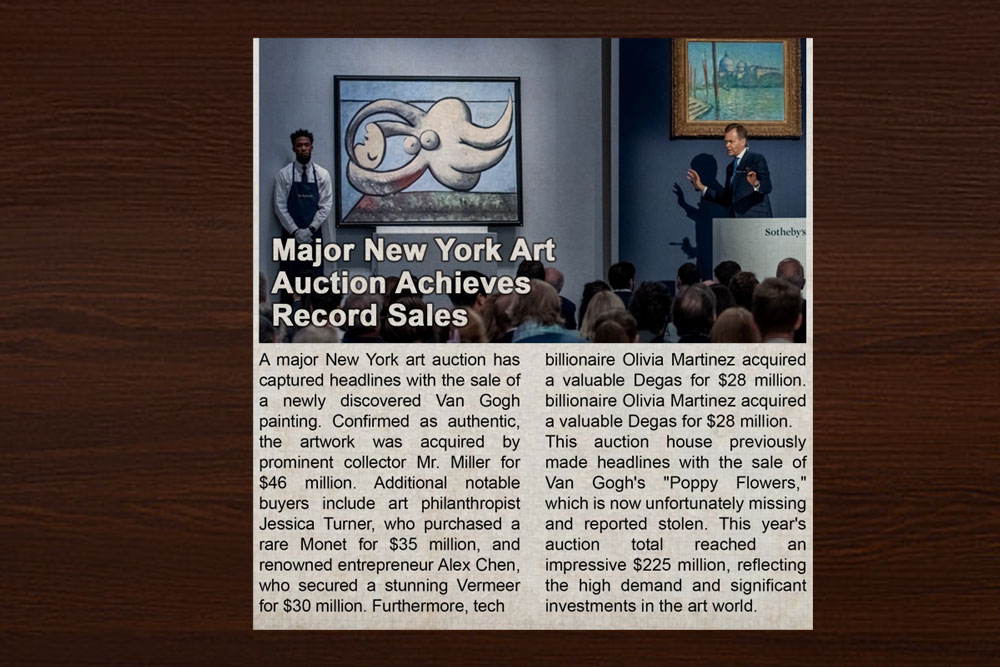 Sotheby's
Major New York Art
Auction Achieves
Record Sales
A major New York art auction has
captured headlines with the sale of
a newly discovered Van Gogh
painting. Confirmed as authentic,
the artwork was acquired by
prominent collector Mr. Miller for
$46 million. Additional notable
buyers include art philanthropist
Jessica Turner, who purchased a
rare Monet for $35 million, and
renowned entrepreneur Alex Chen,
who secured a stunning Vermeer
for $30 million. Furthermore, tech
billionaire Olivia Martinez acquired
a valuable Degas for $28 million.
billionaire Olivia Martinez acquired
a valuable Degas for $28 million.
This auction house previously
made headlines with the sale of
Van Gogh's "Poppy Flowers,"
which is now unfortunately missing
and reported stolen. This year's
auction total reached an
impressive $225 million, reflecting
the high demand and significant
investments in the art world.